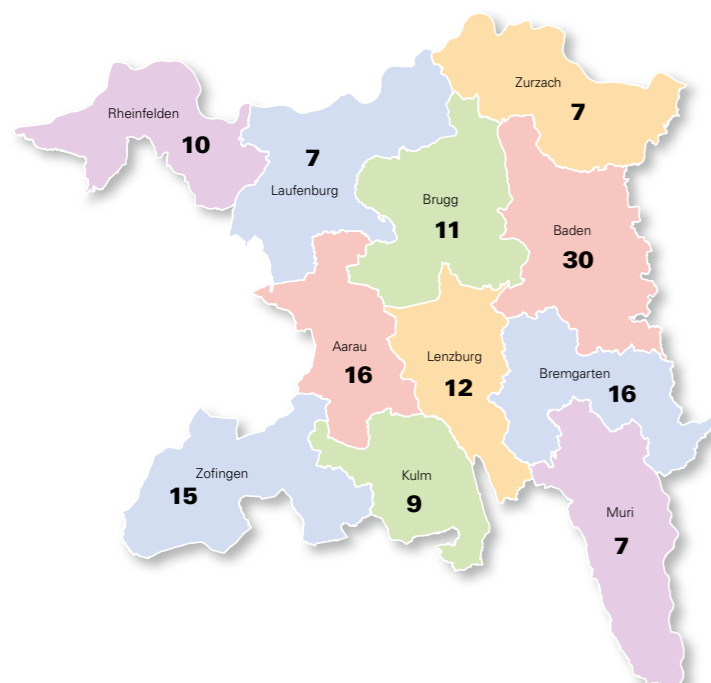 Zurzach
7
Rheinfelden
10
7
Laufenburg
Brugg
11
Baden
30
Aarau
16
Lenzburg
12
Bremgarten
16
Zofingen
15
Kulm
9
Muri
7